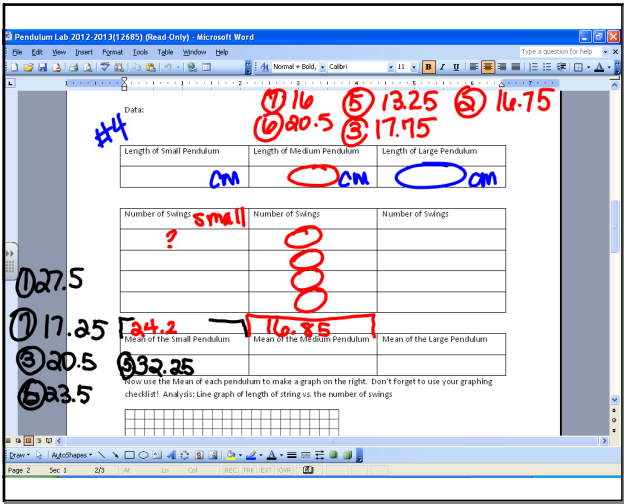 Pendulum Lab 2012-2013(12685) (Read-Only) - Microsoft Word
File Edit View Insert Format Tools Table Window Help
Type a question for help
Normal + Bold, Calibri 11 B I U
Data:
⑦ 16 ⑤ 13.25 ② 16.75
⑥ 20.5 ③ 17.75
#4
Length of Small Pendulum Length of Medium Pendulum Length of Large Pendulum
cm cm cm
Number of Swings small Number of Swings Number of Swings
?
① 27.5
⑦ 17.25 24.2 16.85
Mean of the Small Pendulum Mean of the Medium Pendulum Mean of the Large Pendulum
③ 20.5 ⑤ 32.25
⑥ 23.5
Now use the Mean of each pendulum to make a graph on the right. Don't forget to use your graphing
checklist! Analysis: Line graph of length of string vs. the number of swings
Draw AutoShapes
Page 2 Sec 1 2/3 At Ln Col REC TRK EXT OVR